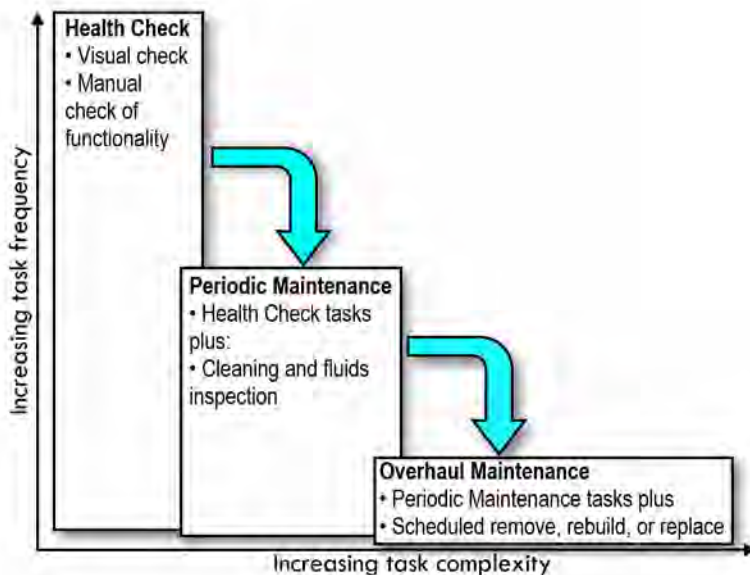 Health Check
• Visual check
• Manual
check of
functionality
Increasing task frequency
Periodic Maintenance
• Health Check tasks
plus:
• Cleaning and fluids
inspection
Overhaul Maintenance
• Periodic Maintenance tasks plus
• Scheduled remove, rebuild, or replace
Increasing task complexity